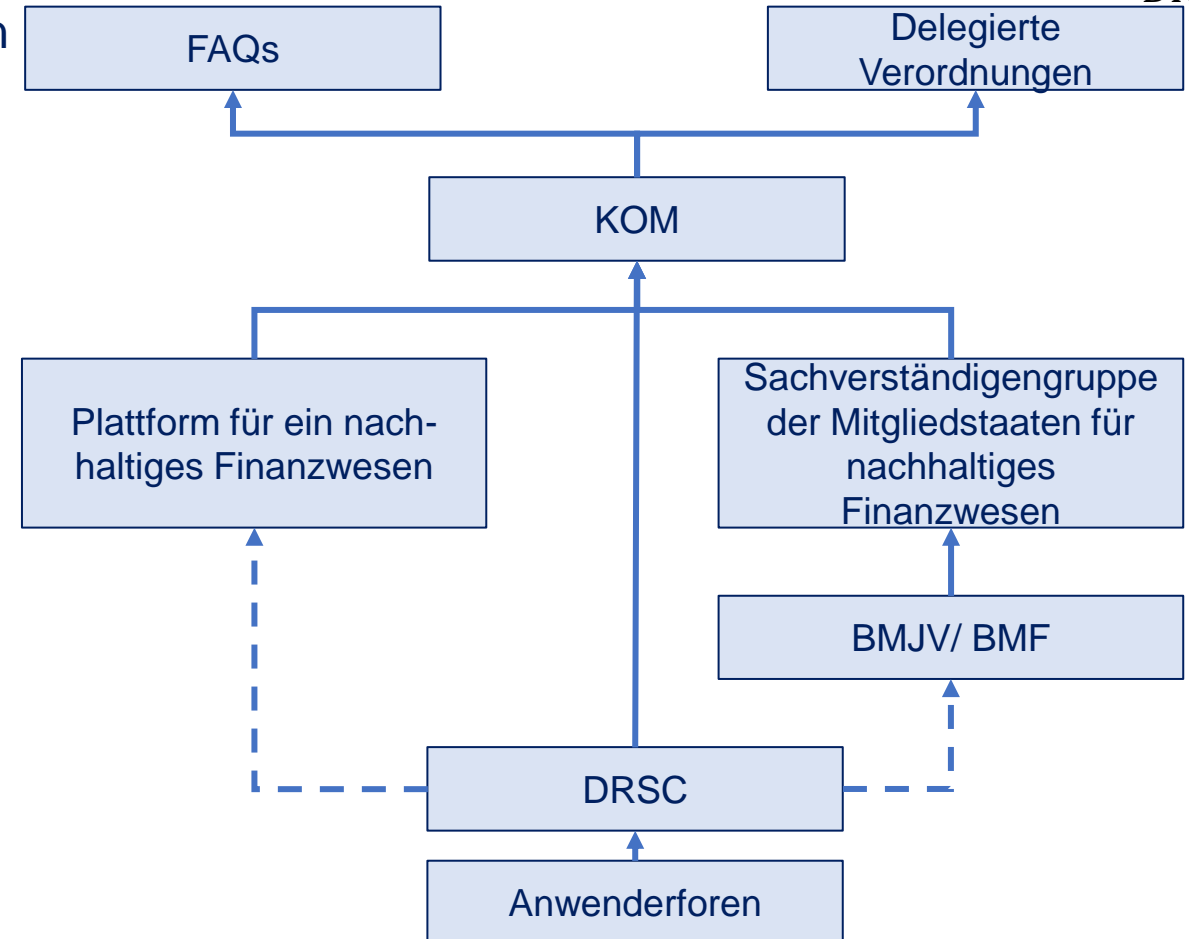 FAQs
Delegierte
Verordnungen
KOM
Plattform für ein nach-
haltiges Finanzwesen
Sachverständigengruppe
der Mitgliedstaaten für
nachhaltiges
Finanzwesen
BMJV/ BMF
DRSC
Anwenderforen